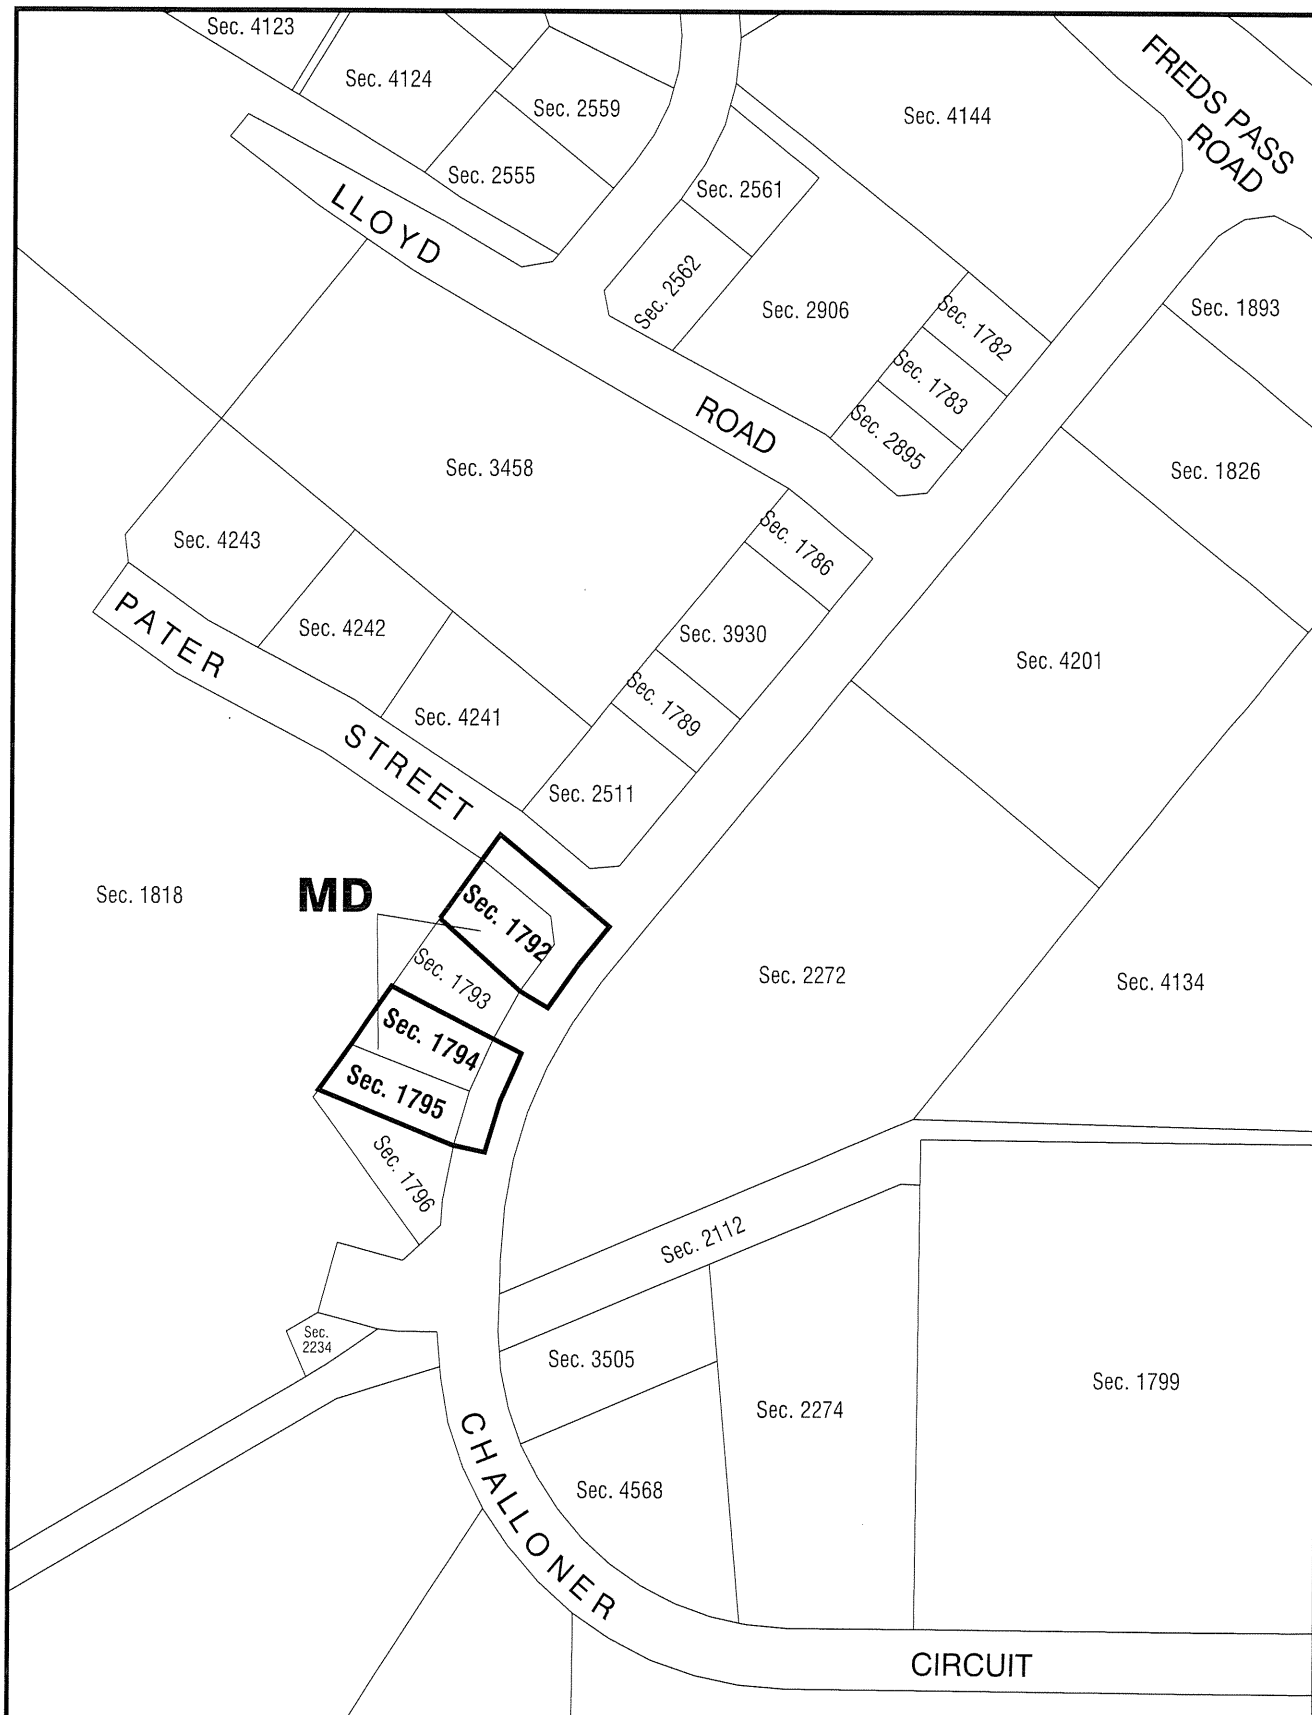 Sec. 4123
Sec. 4124
Sec. 2559
Sec. 4144
FREDS PASS
ROAD
Sec. 2555
Sec. 2561
LLOYD
Sec. 2562
Sec. 2906
Sec. 1782
Sec. 1893
Sec. 1783
ROAD
Sec. 2895
Sec. 3458
Sec. 1826
Sec. 1786
Sec. 4243
PATER
Sec. 4242
Sec. 3930
Sec. 4201
Sec. 1789
Sec. 4241
STREET
Sec. 2511
Sec. 1818
MD
Sec. 1792
Sec. 1793
Sec. 2272
Sec. 4134
Sec. 1794
Sec. 1795
Sec. 1796
Sec. 2112
Sec.
2234
Sec. 3505
Sec. 1799
Sec. 2274
CHALLONER
Sec. 4568
CIRCUIT